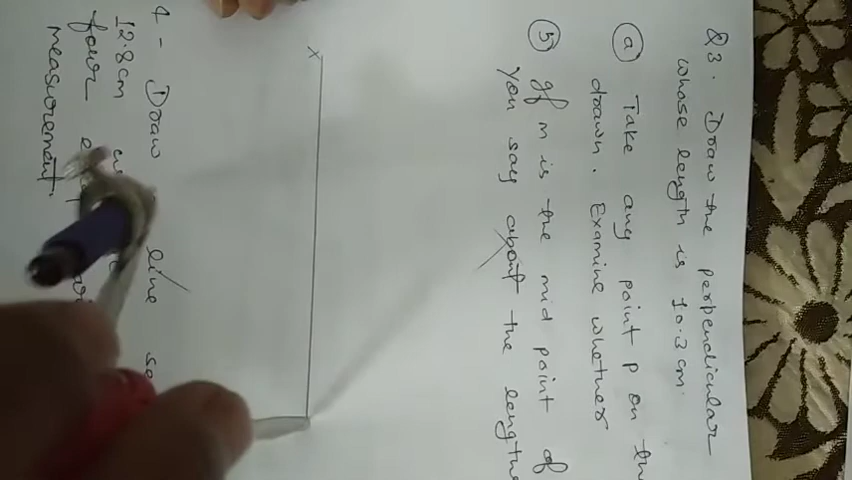 Q3. Draw the perpendicular
whose length is 10.3 cm.
(a) Take any point P on
drawn. Examine whether
(b) If m is the mid point of
you say about the length
X
4 - Draw line
12.8cm
four
measurement.